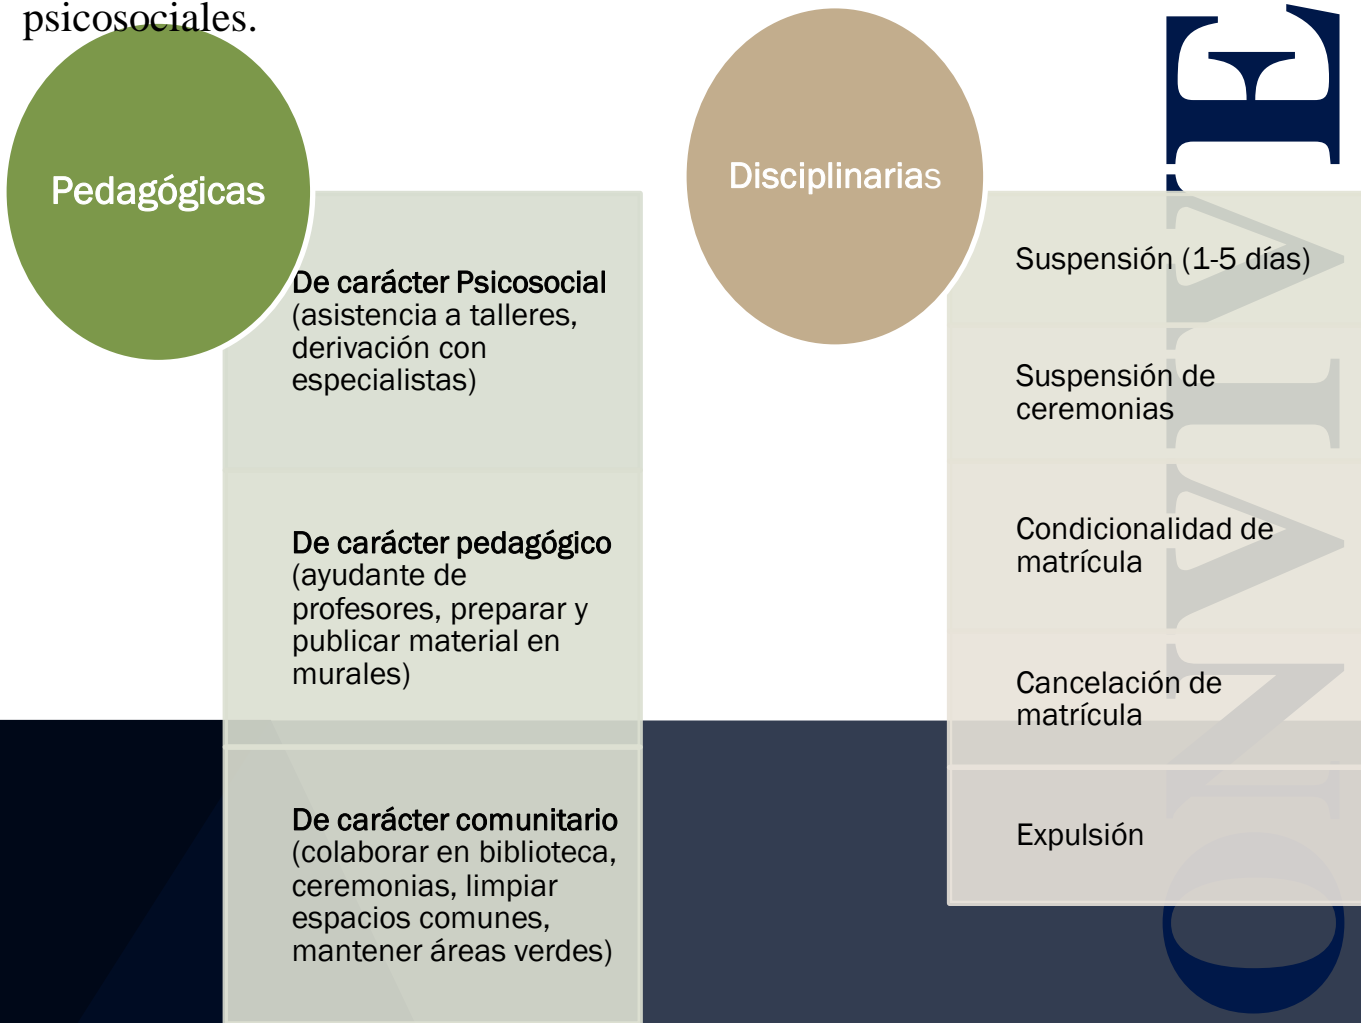 psicosociales.
Pedagógicas
De carácter Psicosocial
(asistencia a talleres,
derivación con
especialistas)
De carácter pedagógico
(ayudante de
profesores, preparar y
publicar material en
murales)
De carácter comunitario
(colaborar en biblioteca,
ceremonias, limpiar
espacios comunes,
mantener áreas verdes)
Disciplinarias
Suspensión (1-5 días)
Suspensión de
ceremonias
Condicionalidad de
matrícula
Cancelación de
matrícula
Expulsión
ONVIVE